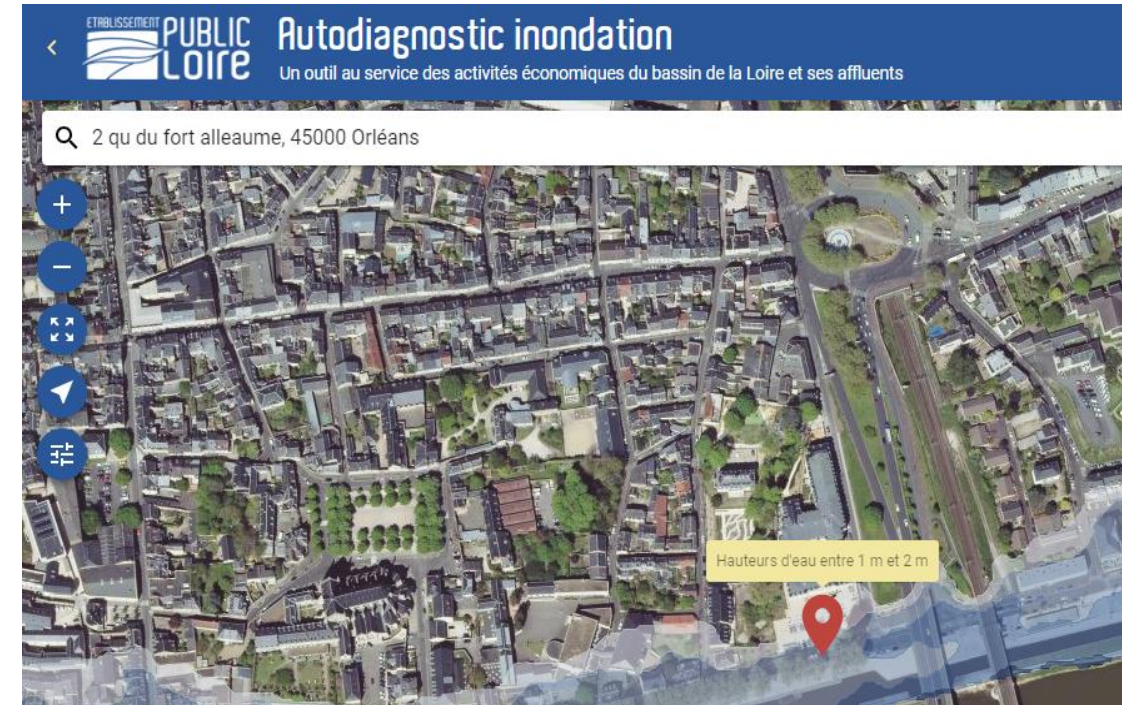 ETABLISSEMENT
PUBLIC
LOIRE
Autodiagnostic inondation
Un outil au service des activités économiques du bassin de la Loire et ses affluents
2 qu du fort alleaume, 45000 Orléans
Hauteurs d'eau entre 1 m et 2 m